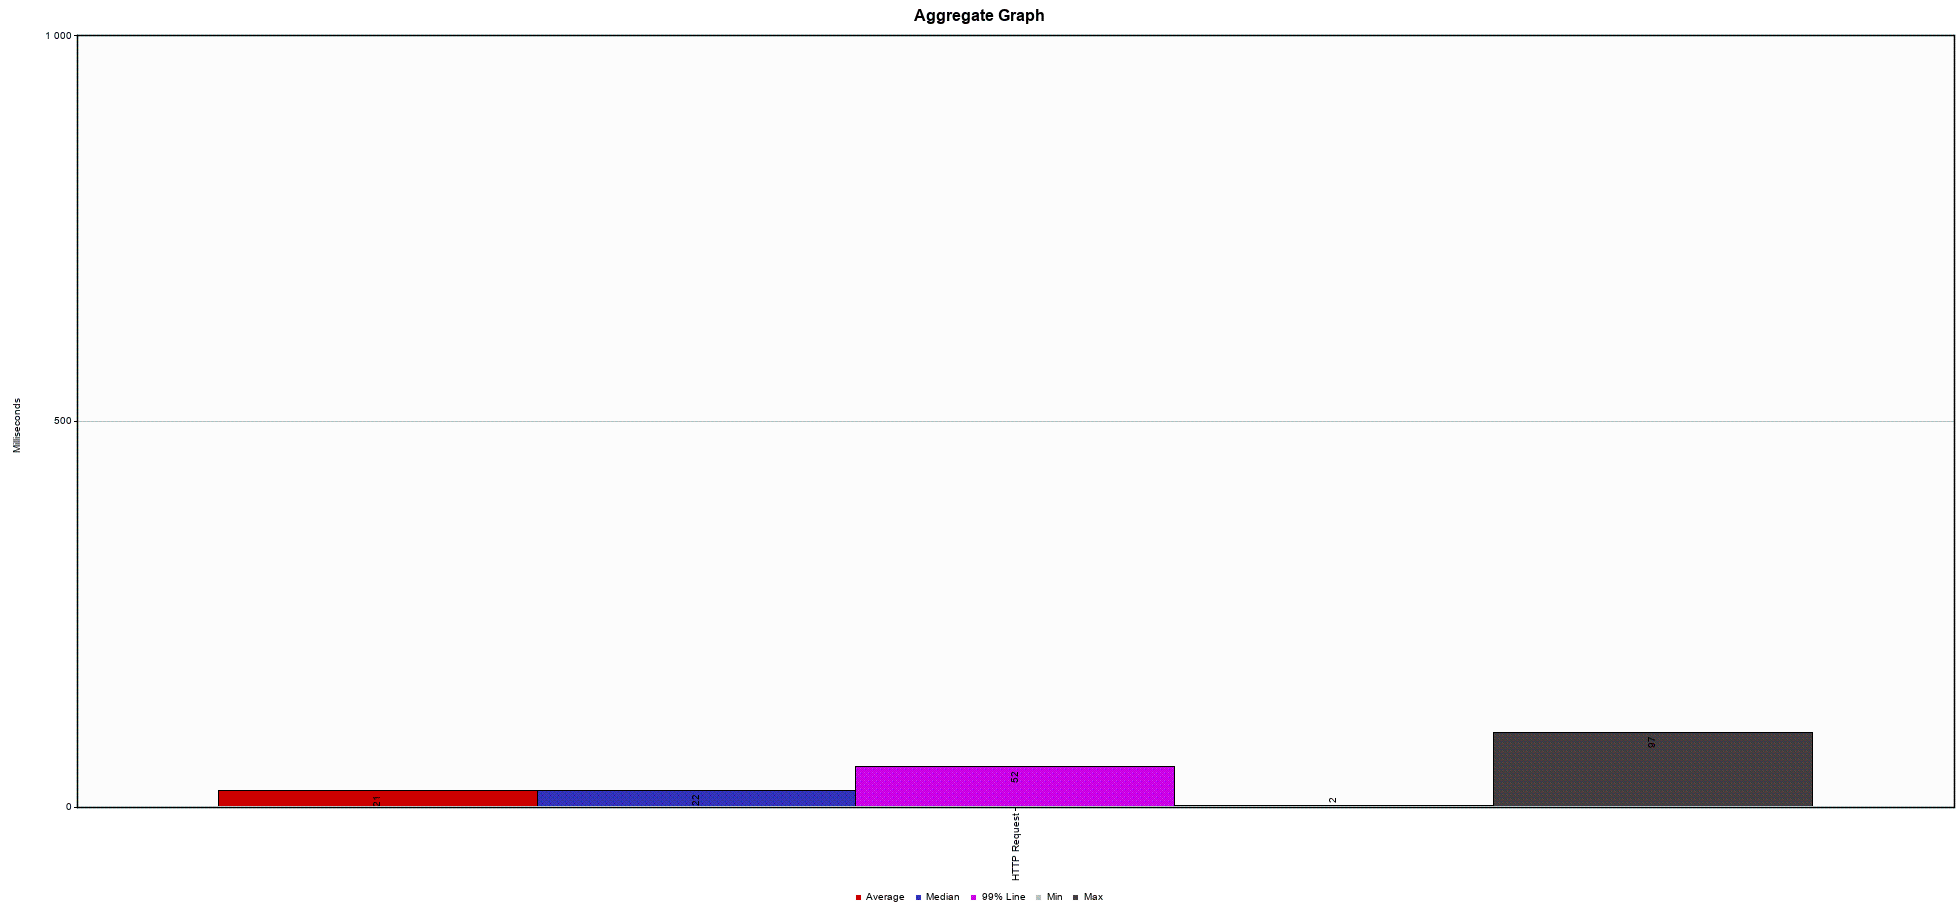 Aggregate Graph
1 000
500
0
Milliseconds
21
22
52
2
97
HTTP Request
Average Median 99% Line Min Max